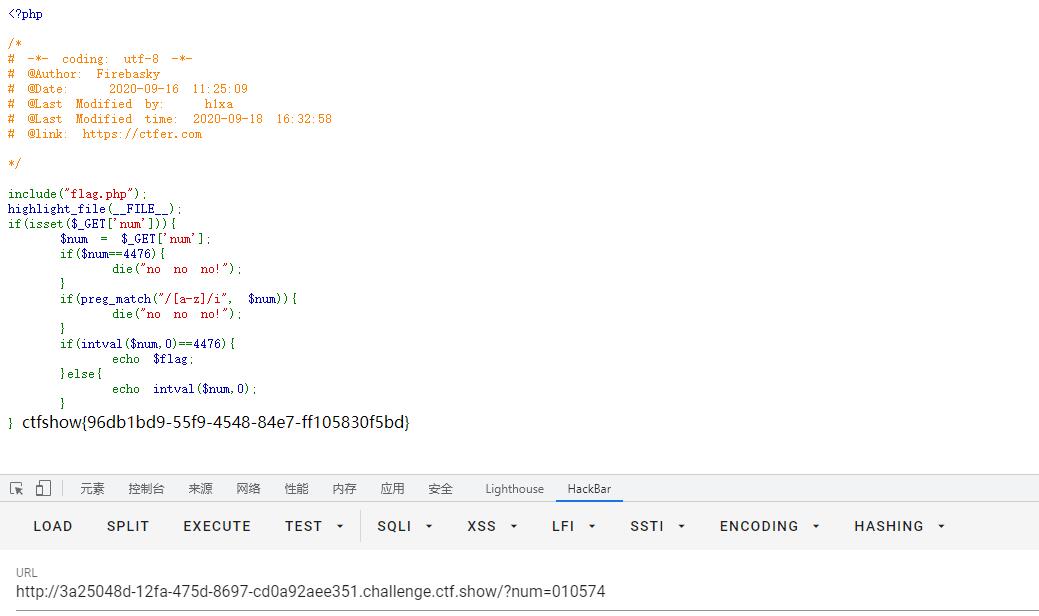 <?php
/*
# -*- coding: utf-8 -*-
# @Author: Firebasky
# @Date: 2020-09-16 11:25:09
# @Last Modified by: h1xa
# @Last Modified time: 2020-09-18 16:32:58
# @link: https://ctfer.com
*/
include("flag.php");
highlight_file(__FILE__);
if(isset($_GET['num'])){
$num = $_GET['num'];
if($num==4476){
die("no no no!");
}
if(preg_match("/[a-z]/i", $num)){
die("no no no!");
}
if(intval($num,0)==4476){
echo $flag;
}else{
echo intval($num,0);
}
} ctfshow{96db1bd9-55f9-4548-84e7-ff105830f5bd}
元素 控制台 来源 网络 性能 内存 应用 安全 Lighthouse HackBar
LOAD SPLIT EXECUTE TEST SQLI XSS LFI SSTI ENCODING HASHING
URL
http://3a25048d-12fa-475d-8697-cd0a92aee351.challenge.ctf.show/?num=010574